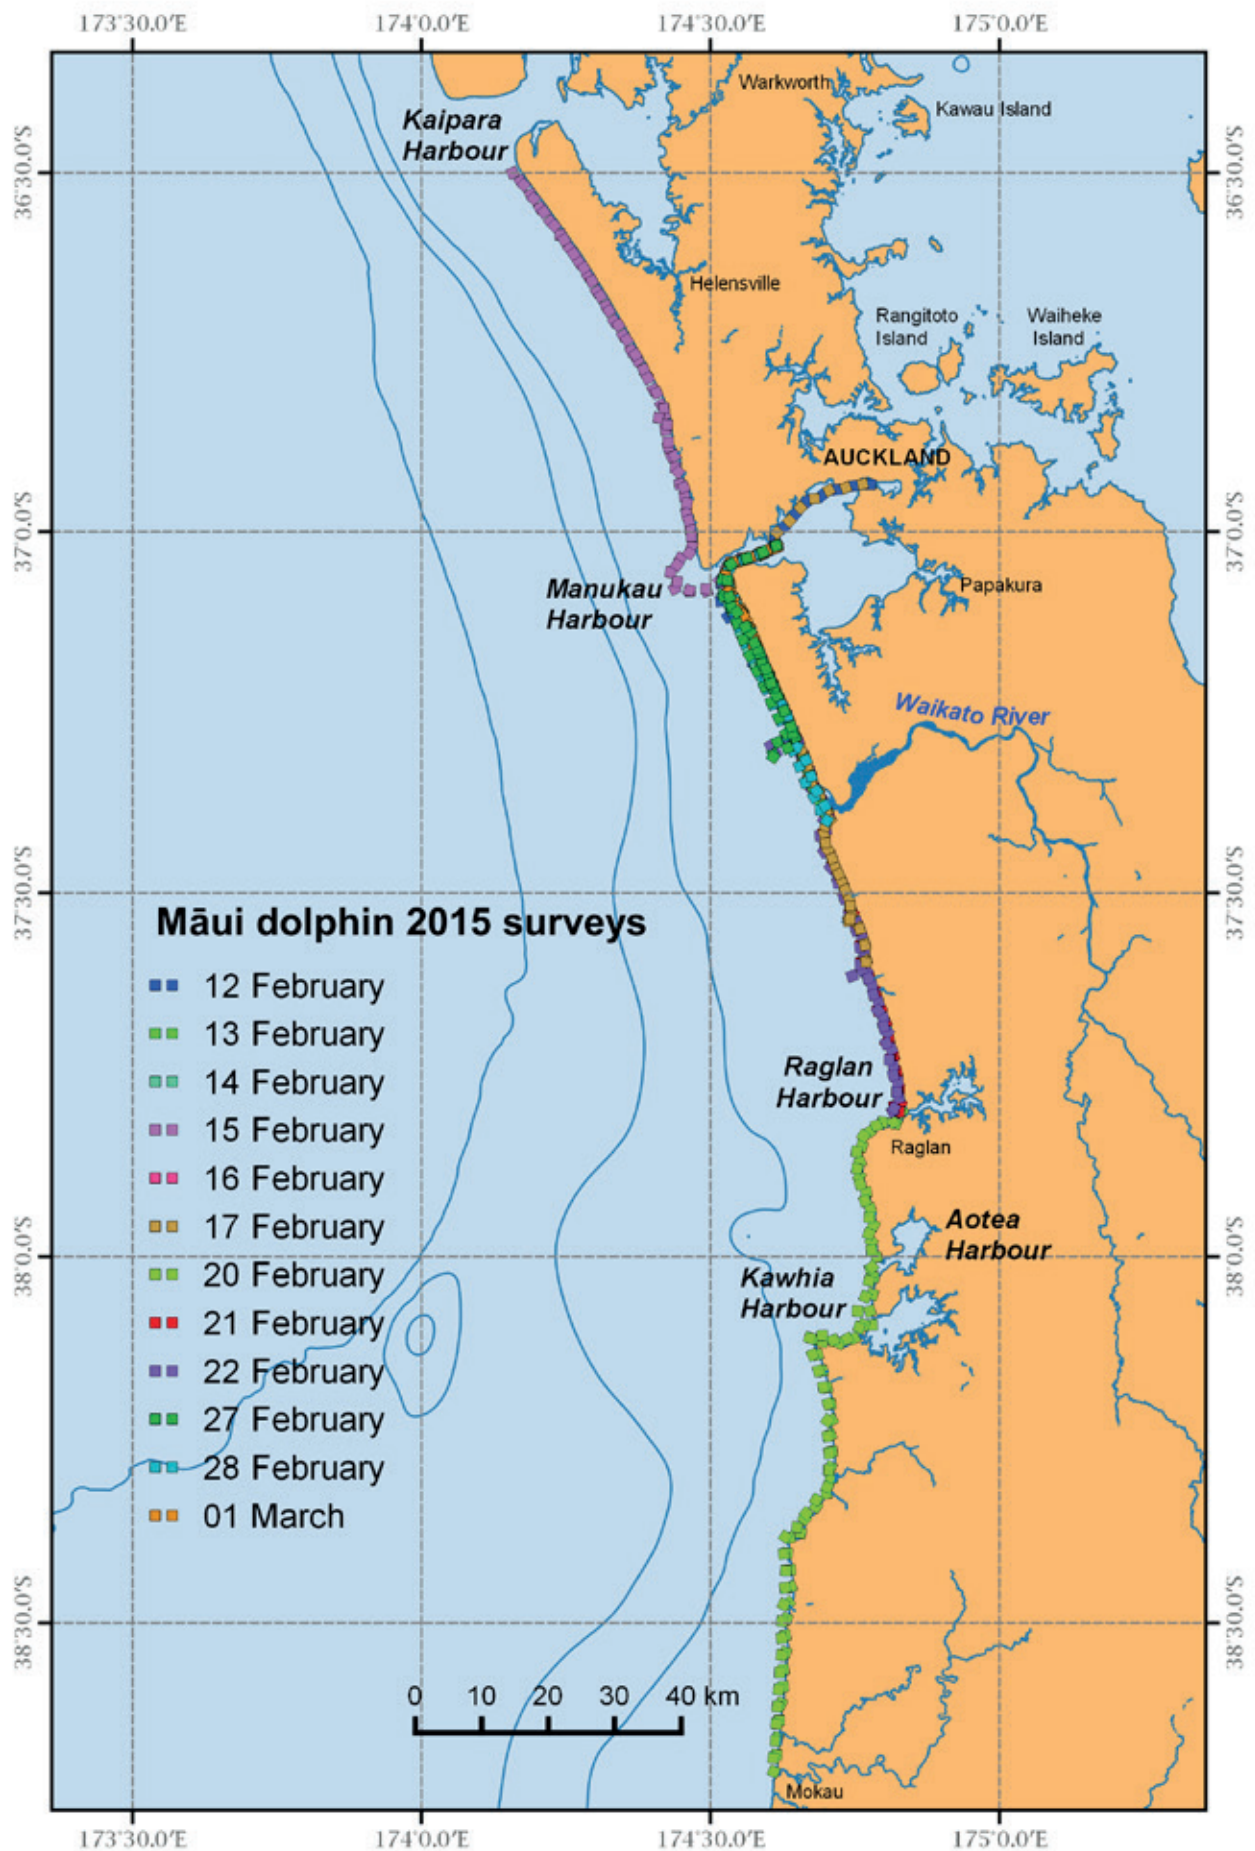 173°30.0'E 174°0.0'E 174°30.0'E 175°0.0'E
Warkworth
Kawau Island
Kaipara
Harbour
36°30.0'S 36°30.0'S
Helensville
Rangitoto
Island
Waiheke
Island
AUCKLAND
37°0.0'S 37°0.0'S
Manukau
Harbour
Papakura
Waikato River
37°30.0'S 37°30.0'S
Māui dolphin 2015 surveys
12 February
13 February
14 February
15 February
16 February
17 February
20 February
21 February
22 February
27 February
28 February
01 March
Raglan
Harbour
Raglan
Aotea
Harbour
38°0.0'S 38°0.0'S
Kawhia
Harbour
38°30.0'S 38°30.0'S
0 10 20 30 40 km
Mokau
173°30.0'E 174°0.0'E 174°30.0'E 175°0.0'E